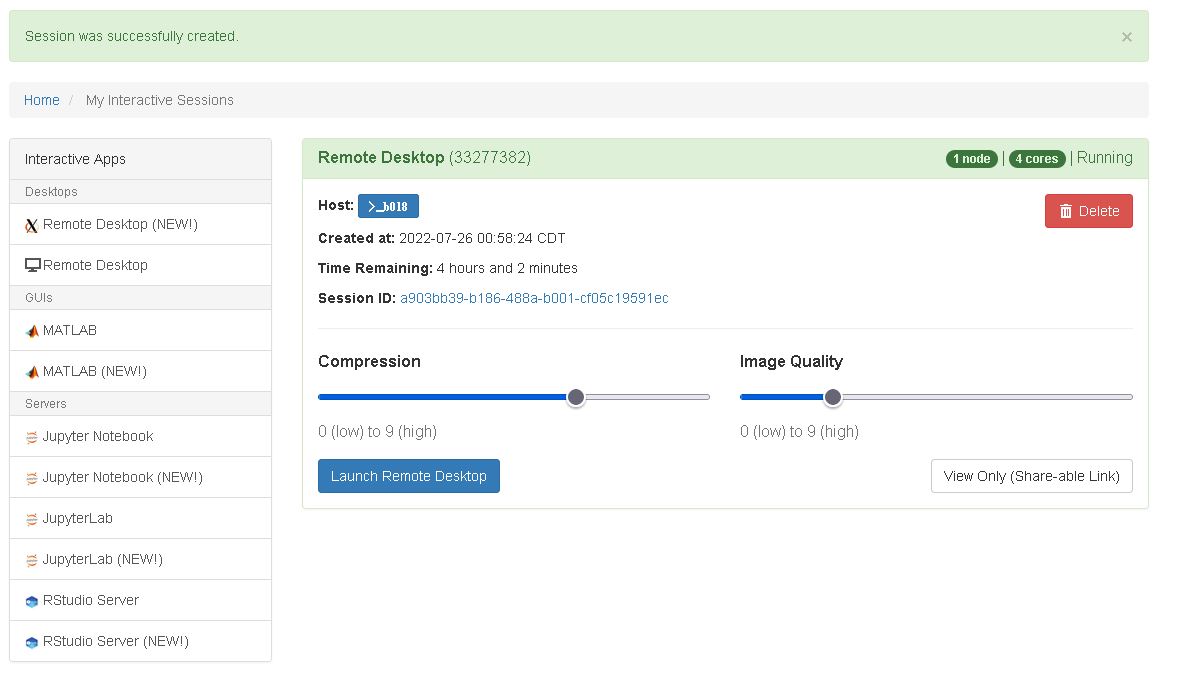 Session was successfully created.
×
Home / My Interactive Sessions
Interactive Apps
Desktops
Remote Desktop (NEW!)
Remote Desktop
GUIs
MATLAB
MATLAB (NEW!)
Servers
Jupyter Notebook
Jupyter Notebook (NEW!)
JupyterLab
JupyterLab (NEW!)
RStudio Server
RStudio Server (NEW!)
Remote Desktop (33277382) 1 node | 4 cores | Running
Host: >_b018
Delete
Created at: 2022-07-26 00:58:24 CDT
Time Remaining: 4 hours and 2 minutes
Session ID: a903bb39-b186-488a-b001-cf05c19591ec
Compression
0 (low) to 9 (high)
Image Quality
0 (low) to 9 (high)
Launch Remote Desktop
View Only (Share-able Link)